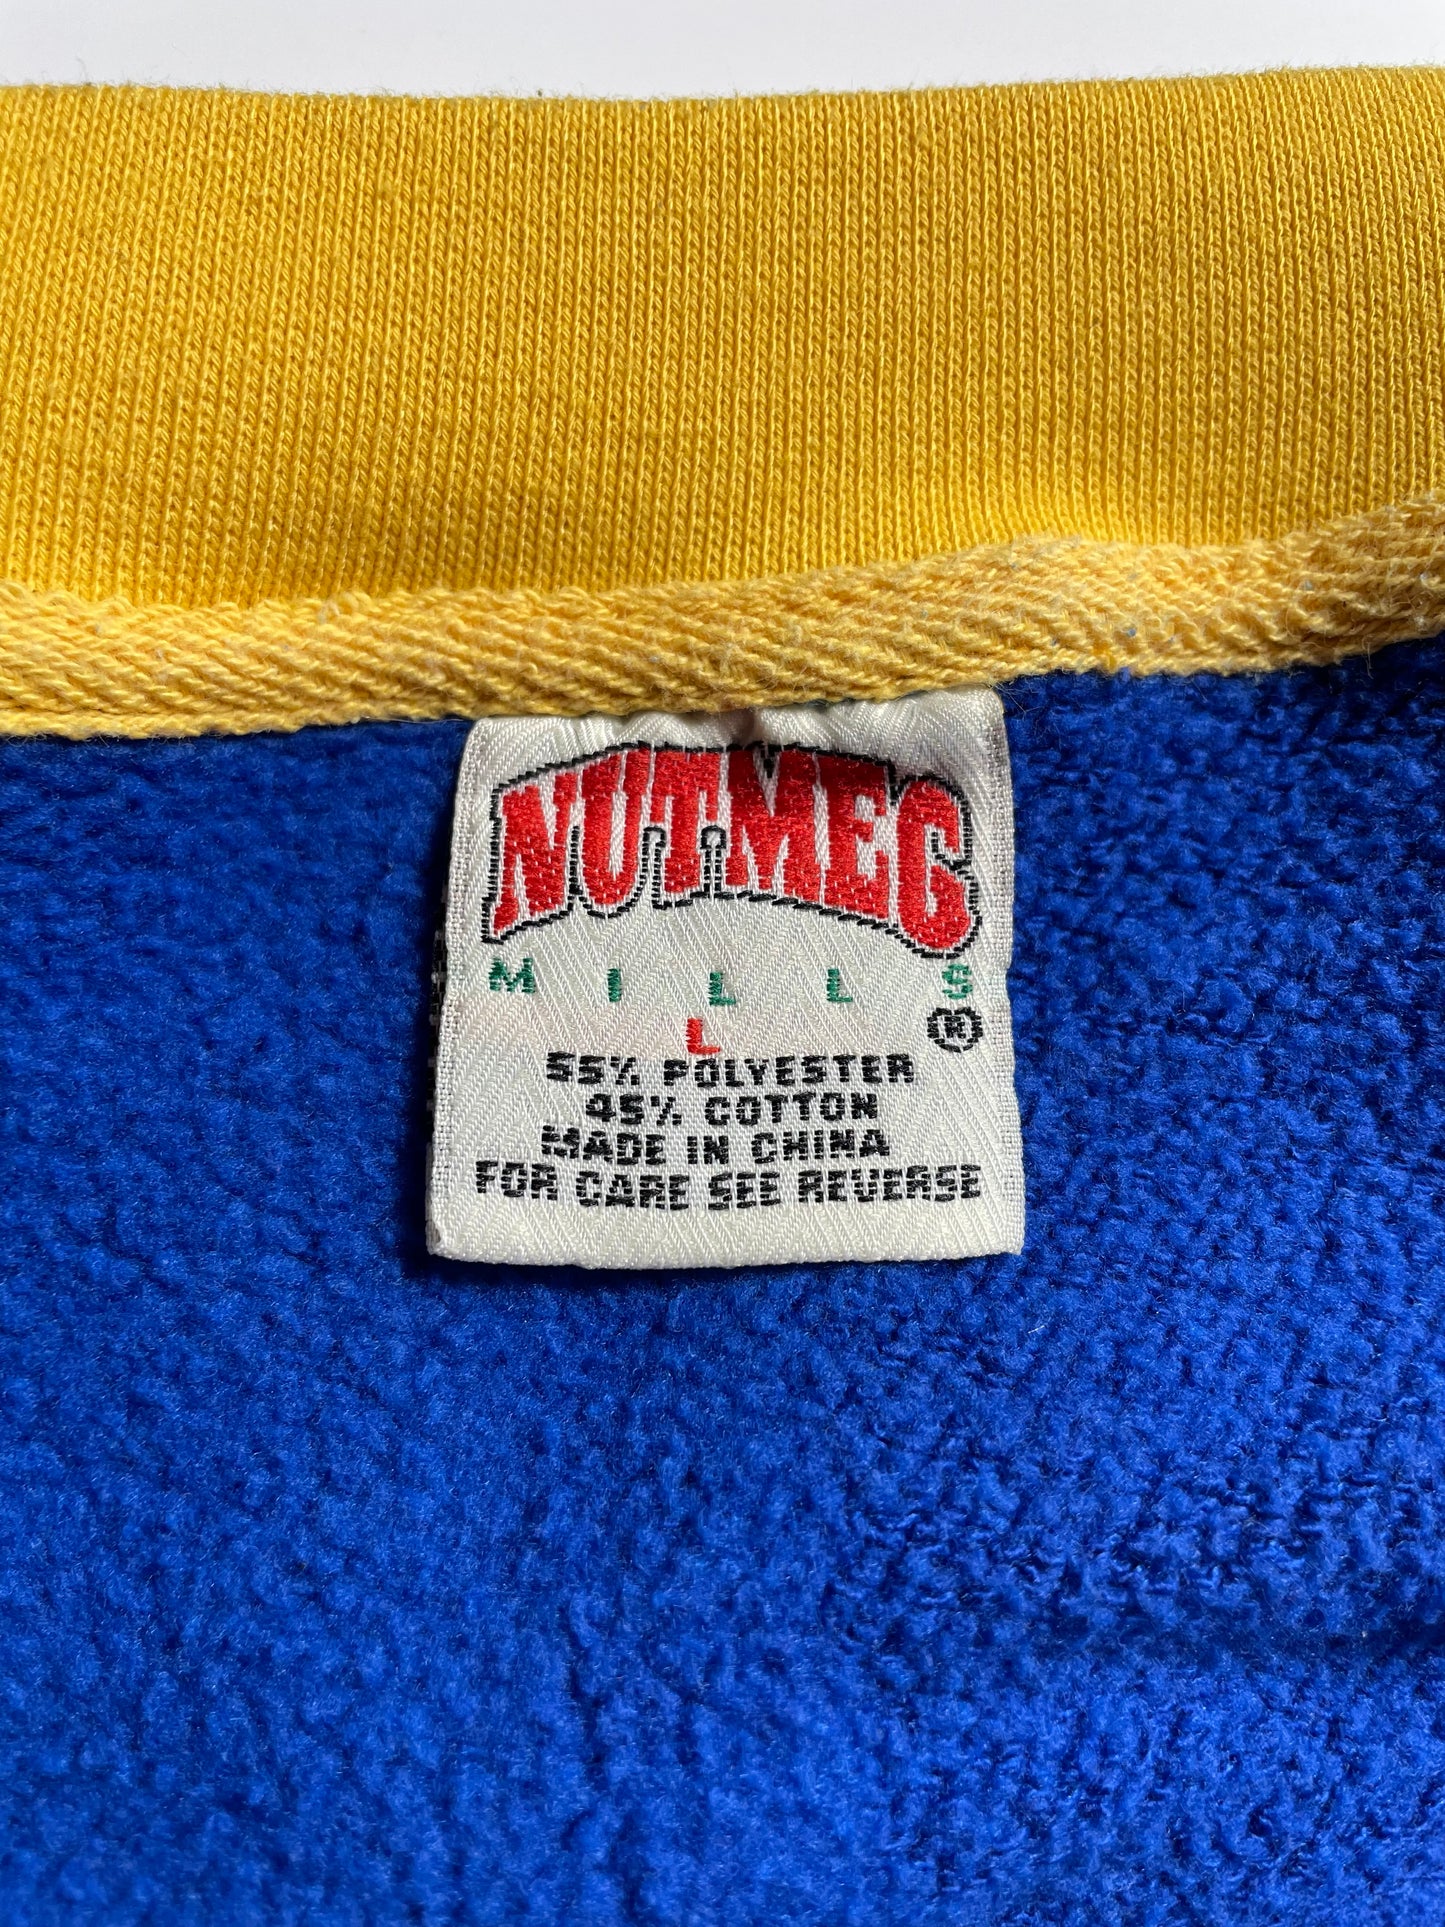 NUTMEG
MILLS
®
L
55% POLYESTER
45% COTTON
MADE IN CHINA
FOR CARE SEE REVERSE